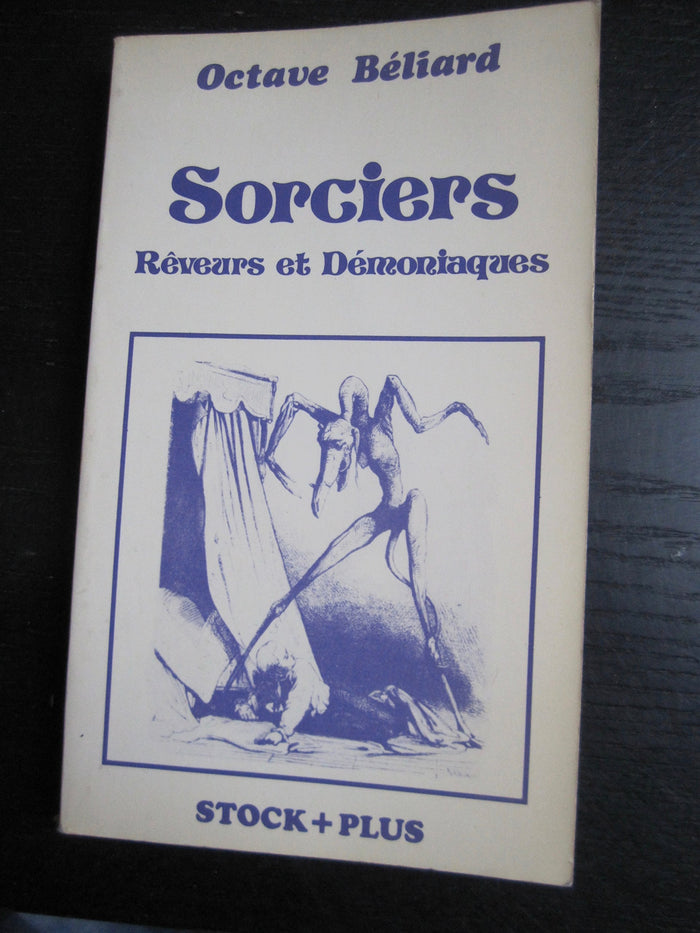 Octave Béliard
Sorciers
Rêveurs et Démoniaques
STOCK + PLUS